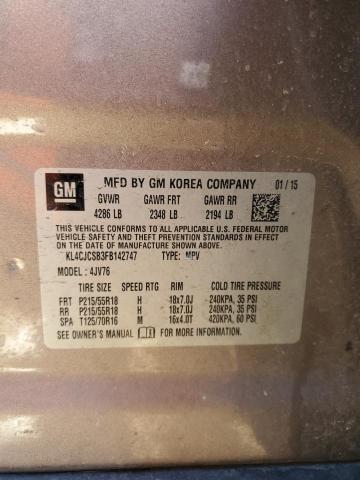 GM MFD BY GM KOREA COMPANY 01/15
GVWR GAWR FRT GAWR RR
4286 LB 2348 LB 2194 LB
THIS VEHICLE CONFORMS TO ALL APPLICABLE U.S. FEDERAL MOTOR
VEHICLE SAFETY AND THEFT PREVENTION STANDARDS IN EFFECT
ON THE DATE OF MANUFACTURE SHOWN ABOVE.
KL4CJCSB3FB142747 TYPE: MPV
MODEL: 4JV76
TIRE SIZE SPEED RTG RIM COLD TIRE PRESSURE
FRT P215/55R18 H 18x7.0J 240KPA, 35 PSI
RR P215/55R18 H 18x7.0J 240KPA, 35 PSI
SPA T125/70R16 M 16x4.0T 420KPA, 60 PSI
SEE OWNER'S MANUAL FOR MORE INFORMATION.